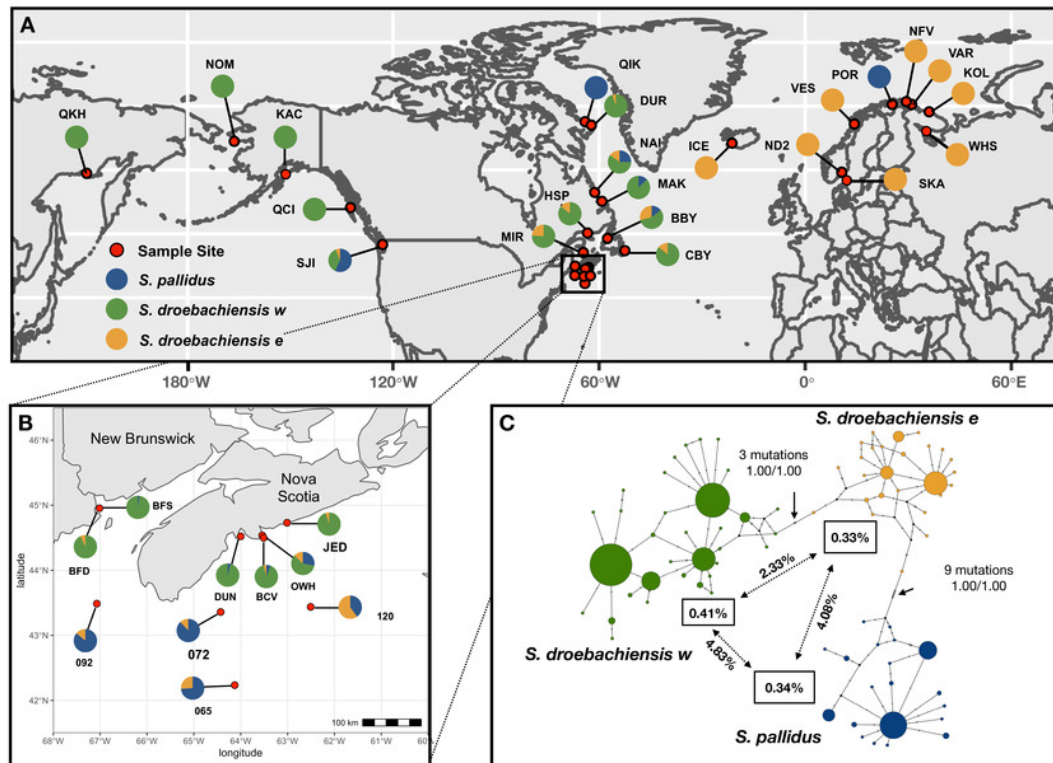 A
NFV
NOM
QIK
VAR
POR
KOL
DUR
VES
QKH
KAC
NAI
ICE
ND2
WHS
HSP
MAK
QCI
SKA
BBY
MIR
Sample Site
CBY
S. pallidus
SJI
S. droebachiensis w
S. droebachiensis e
180°W
120°W
60°W
0°
60°E
B
46°N
45°N
44°N
43°N
42°N
latitude
New Brunswick
Nova
Scotia
BFS
BFD
JED
DUN
BCV
OWH
120
092
072
065
100 km
68°W
67°W
66°W
65°W
64°W
63°W
62°W
61°W
60°
longitude
C
S. droebachiensis e
3 mutations
1.00/1.00
0.33%
9 mutations
1.00/1.00
2.33%
4.08%
0.41%
4.83%
S. droebachiensis w
0.34%
S. pallidus